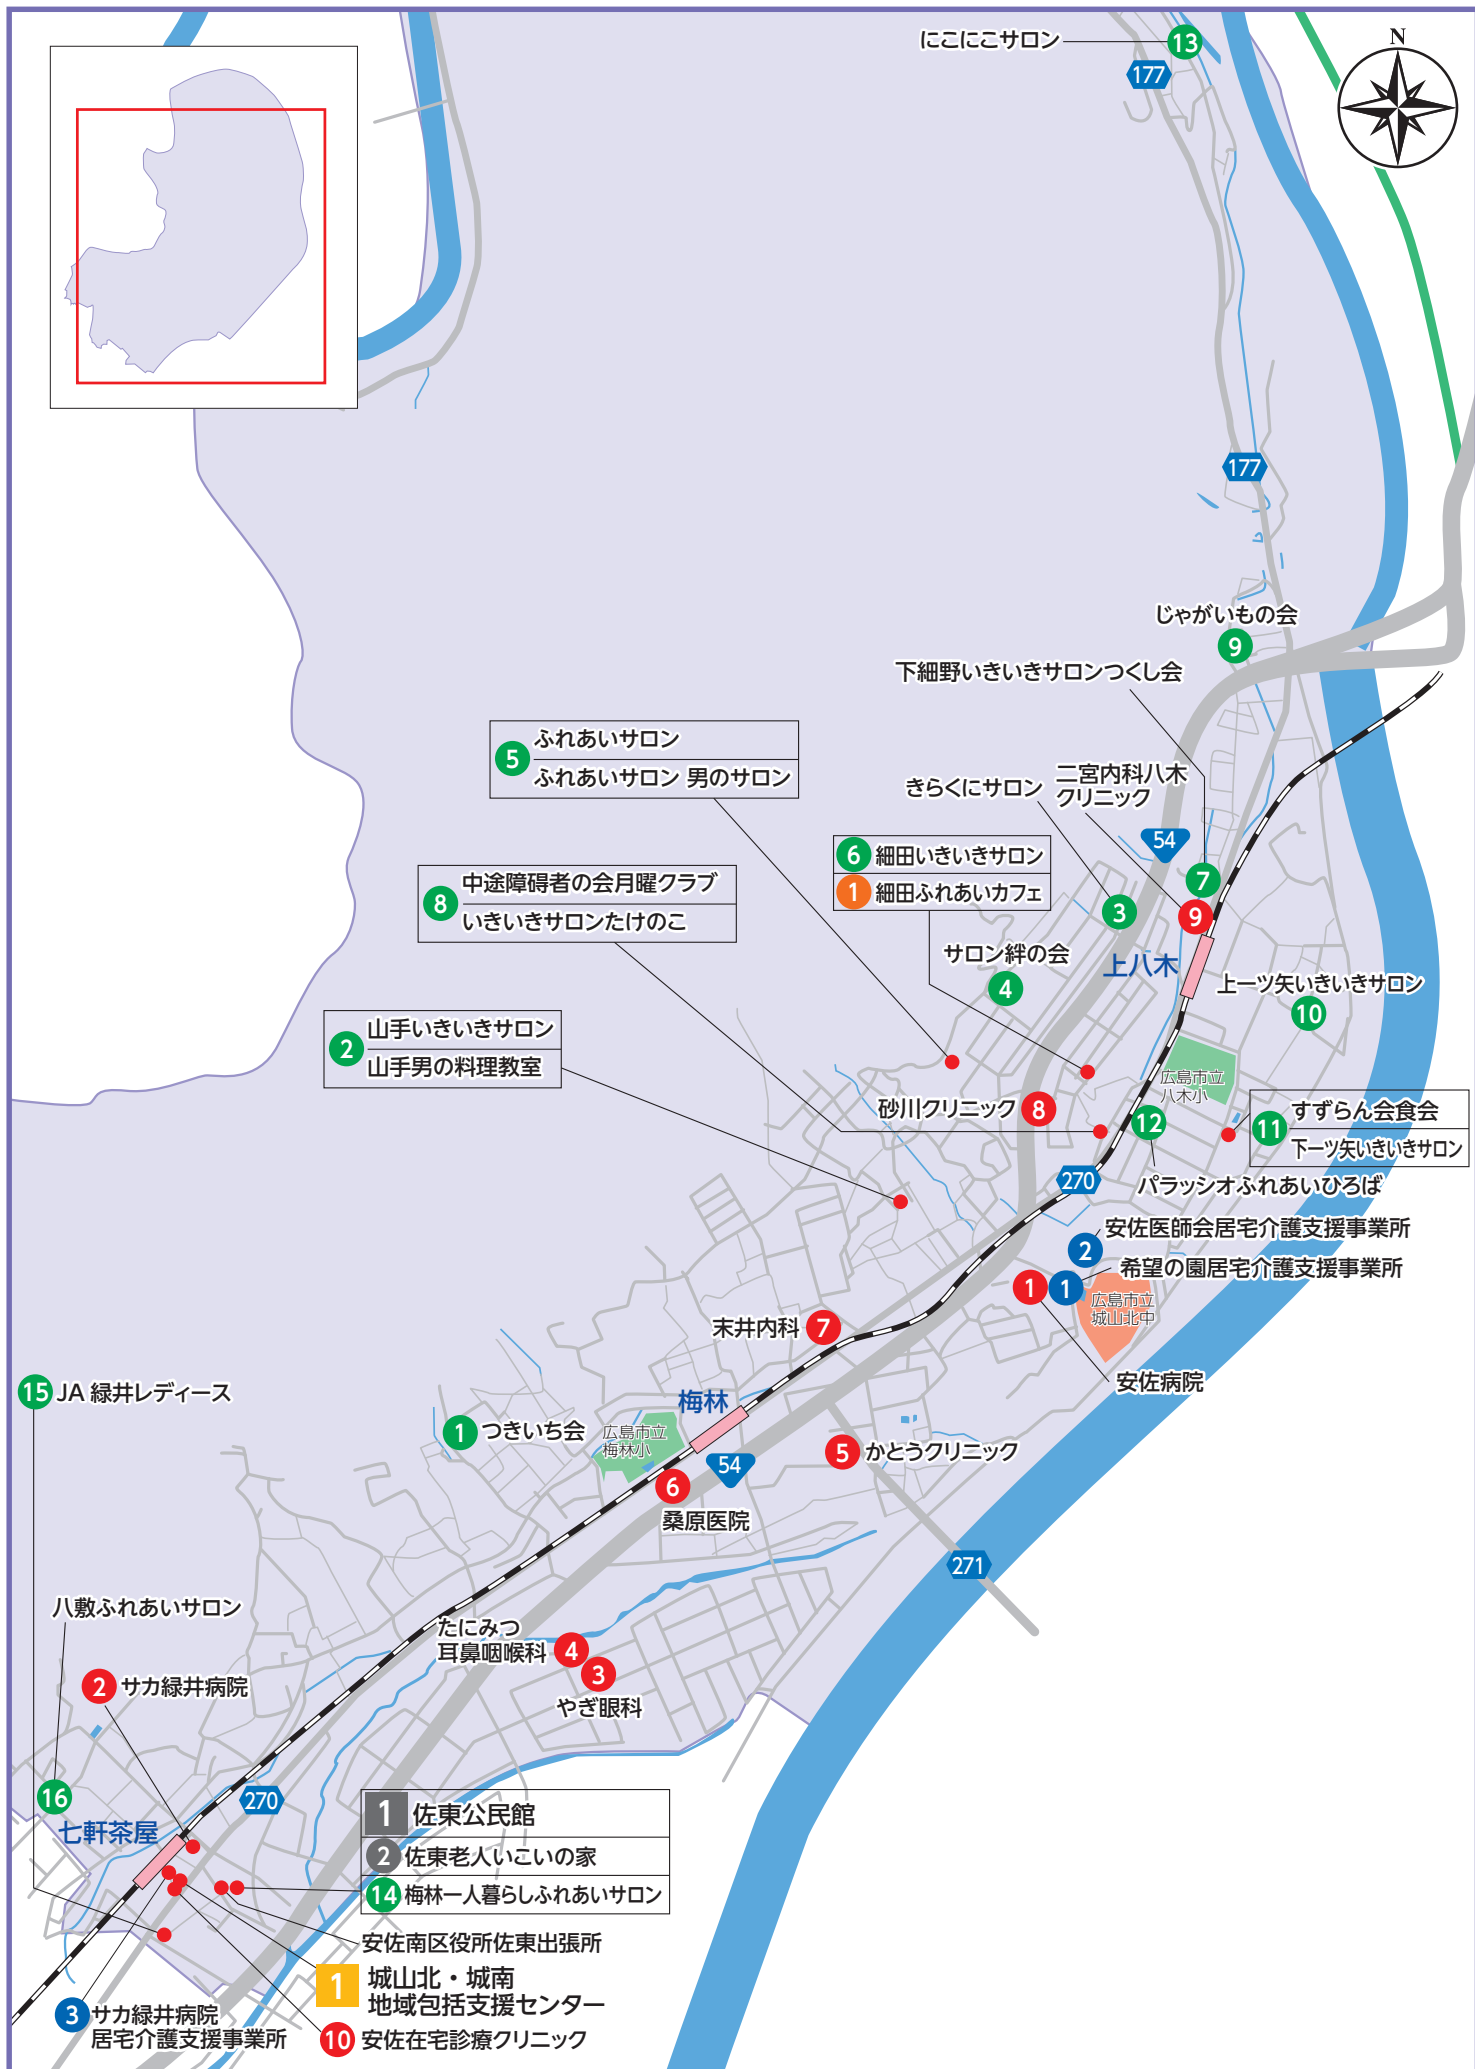 にこにこサロン
13
N
177
177
じゃがいもの会
9
下細野いきいきサロンつくし会
5
ふれあいサロン
ふれあいサロン 男のサロン
きらくにサロン
二宮内科八木
クリニック
54
6 細田いきいきサロン
1 細田ふれあいカフェ
7
8
中途障碍者の会月曜クラブ
いきいきサロンたけのこ
3
9
サロン絆の会
4
上八木
上一ツ矢いきいきサロン
10
2
山手いきいきサロン
山手男の料理教室
広島市立
八木小
砂川クリニック 8
12
11
すずらん会食会
下一ツ矢いきいきサロン
270
パラッシオふれあいひろば
安佐医師会居宅介護支援事業所
2
希望の園居宅介護支援事業所
1
1
広島市立
城山北中
末井内科 7
安佐病院
15 JA 緑井レディース
梅林
1 つきいち会
広島市立
梅林小
5 かとうクリニック
54
6
桑原医院
271
八敷ふれあいサロン
たにみつ
耳鼻咽喉科 4
3
やぎ眼科
2 サカ緑井病院
16
270
七軒茶屋
1 佐東公民館
2 佐東老人いこいの家
14 梅林一人暮らしふれあいサロン
安佐南区役所佐東出張所
1 城山北・城南
地域包括支援センター
3 サカ緑井病院
居宅介護支援事業所
10 安佐在宅診療クリニック